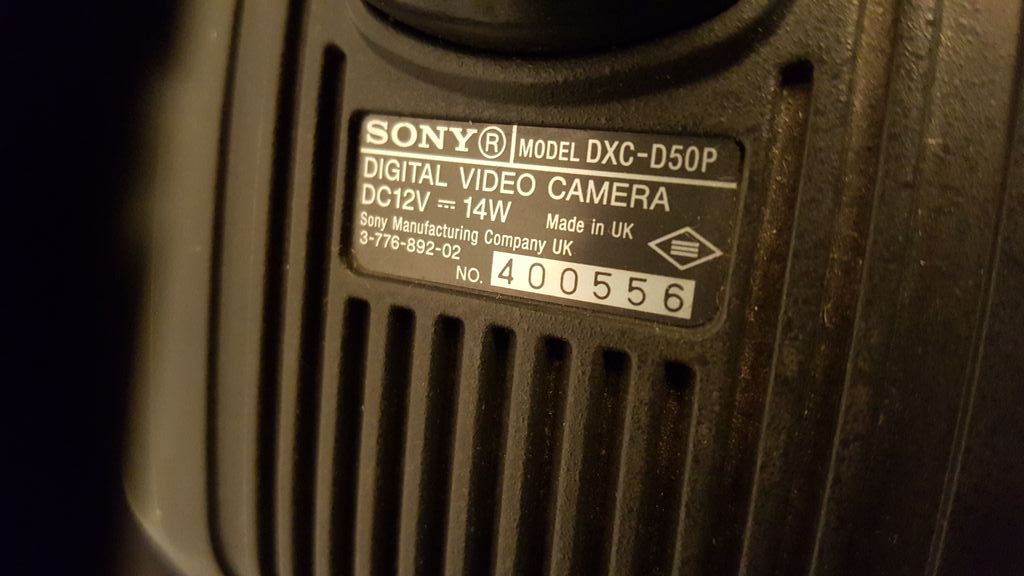 SONY® MODEL DXC-D50P
DIGITAL VIDEO CAMERA
DC12V ⎓ 14W Made in UK
Sony Manufacturing Company UK
3-776-892-02
NO. 400556